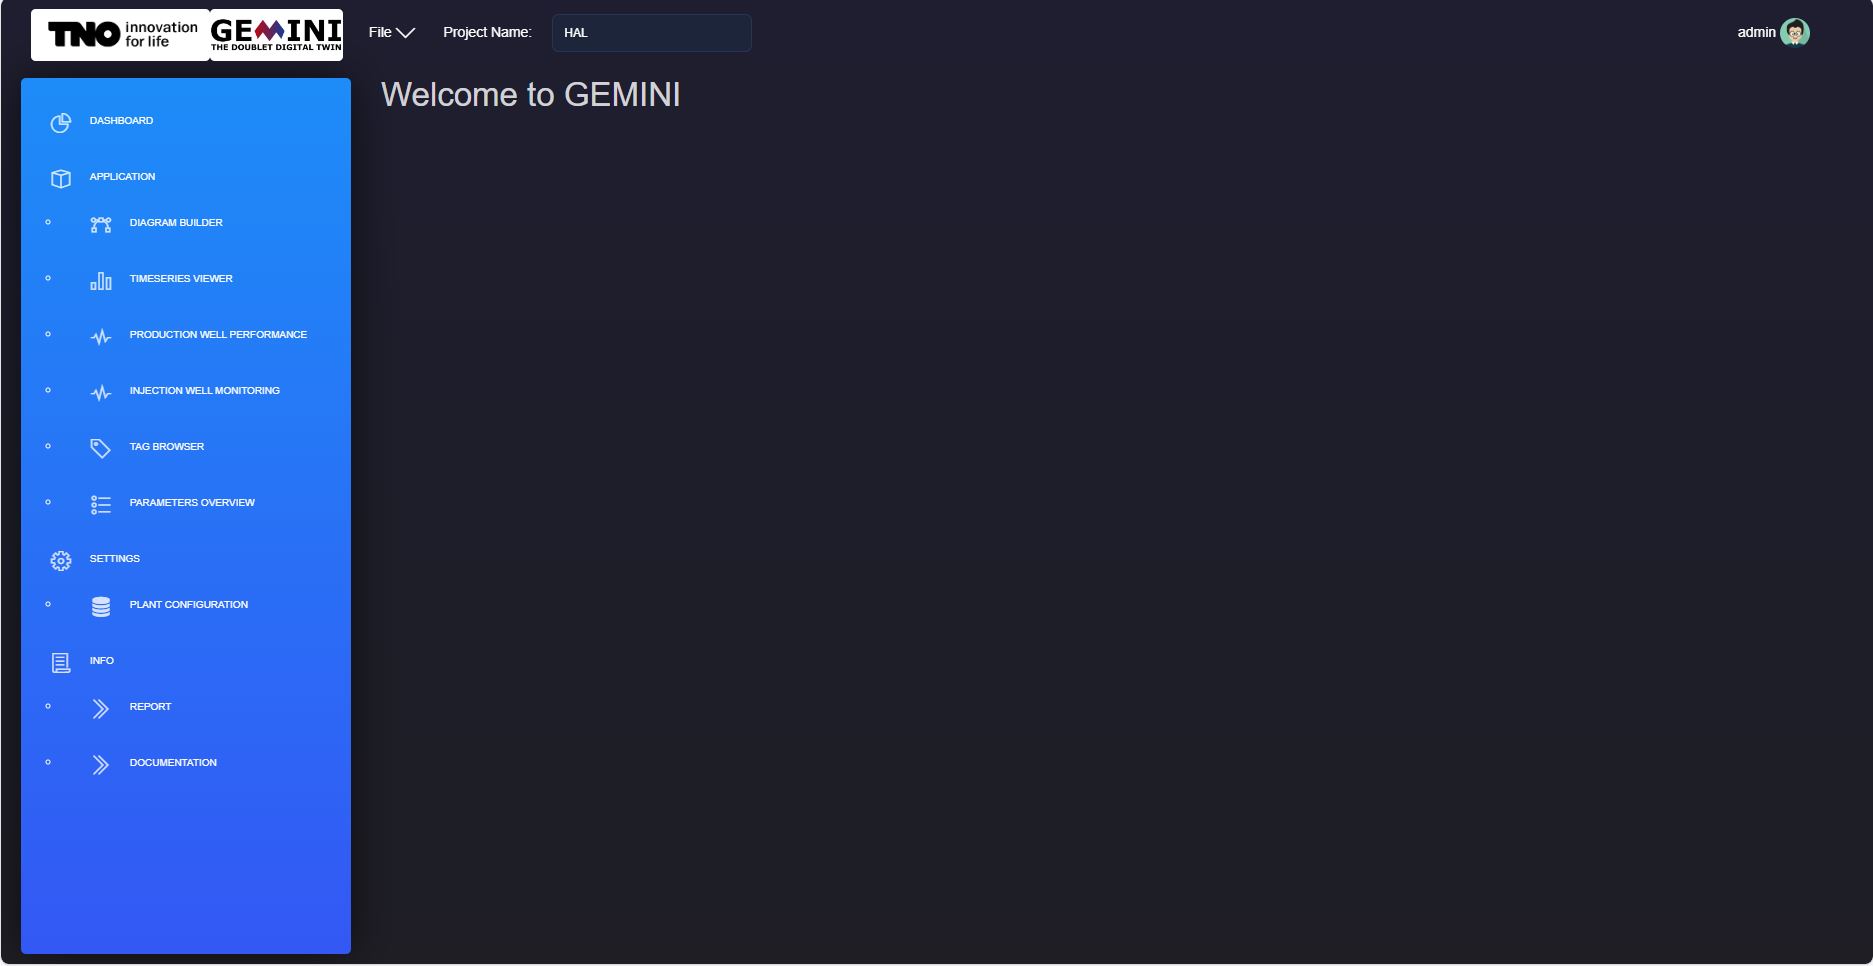 TNO innovation
for life
GEMINI
THE DOUBLET DIGITAL TWIN
File
Project Name:
HAL
admin
Welcome to GEMINI
DASHBOARD
APPLICATION
DIAGRAM BUILDER
TIMESERIES VIEWER
PRODUCTION WELL PERFORMANCE
INJECTION WELL MONITORING
TAG BROWSER
PARAMETERS OVERVIEW
SETTINGS
PLANT CONFIGURATION
INFO
REPORT
DOCUMENTATION